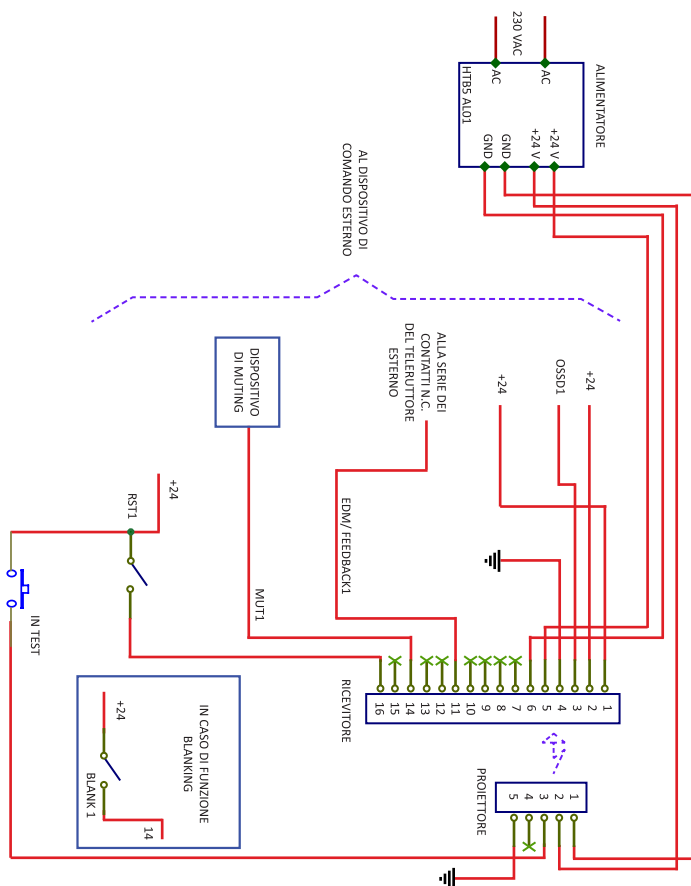 230 VAC
AC
AC
HTB5 AL01
ALIMENTATORE
GND
GND
+24 V
+24 V
AL DISPOSITIVO DI
COMANDO ESTERNO
DISPOSITIVO
DI MUTING
ALLA SERIE DEI
CONTATTI N.C.
DEL TELERUTTORE
ESTERNO
+24
OSSD1
+24
+24
RST1
EDM/ FEEDBACK1
MUT1
IN TEST
RICEVITORE
16
15
14
13
12
11
10
9
8
7
6
5
4
3
2
1
IN CASO DI FUNZIONE
BLANKING
+24
BLANK 1
14
PROIETTORE
5
4
3
2
1